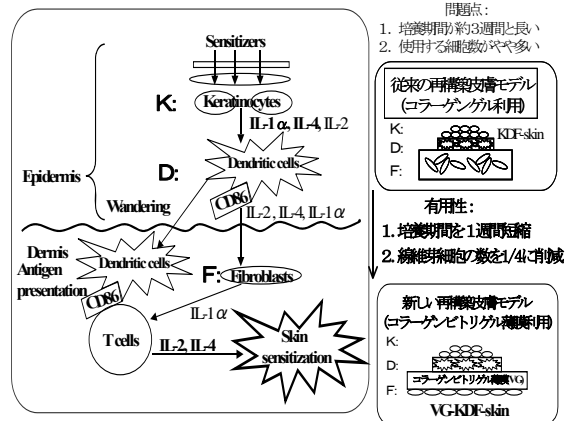 Sensitizers
K:
Keratinocytes
IL-1α, IL-4, IL-2
D:
Dendritic cells
Epidermis
CD86
Wandering
IL-2, IL-4, IL-1α
Dermis
Antigen
presentation
Dendritic cells
CD86
F:
Fibroblasts
IL-1α
T cells
IL-2, IL-4
Skin
sensitization
問題点:
1. 培養期間が約3週間と長い
2. 使用する細胞数がやや多い
従来の再構築皮膚モデル
(コラーゲンゲル利用)
K:
KDF-skin
D:
F:
有用性:
1. 培養期間を1週間短縮
2. 線維芽細胞の数を1/4に削減
新しい再構築皮膚モデル
(コラーゲンビトリゲル薄膜利用)
K:
D:
コラーゲンビトリゲル薄膜(VG)
F:
VG-KDF-skin